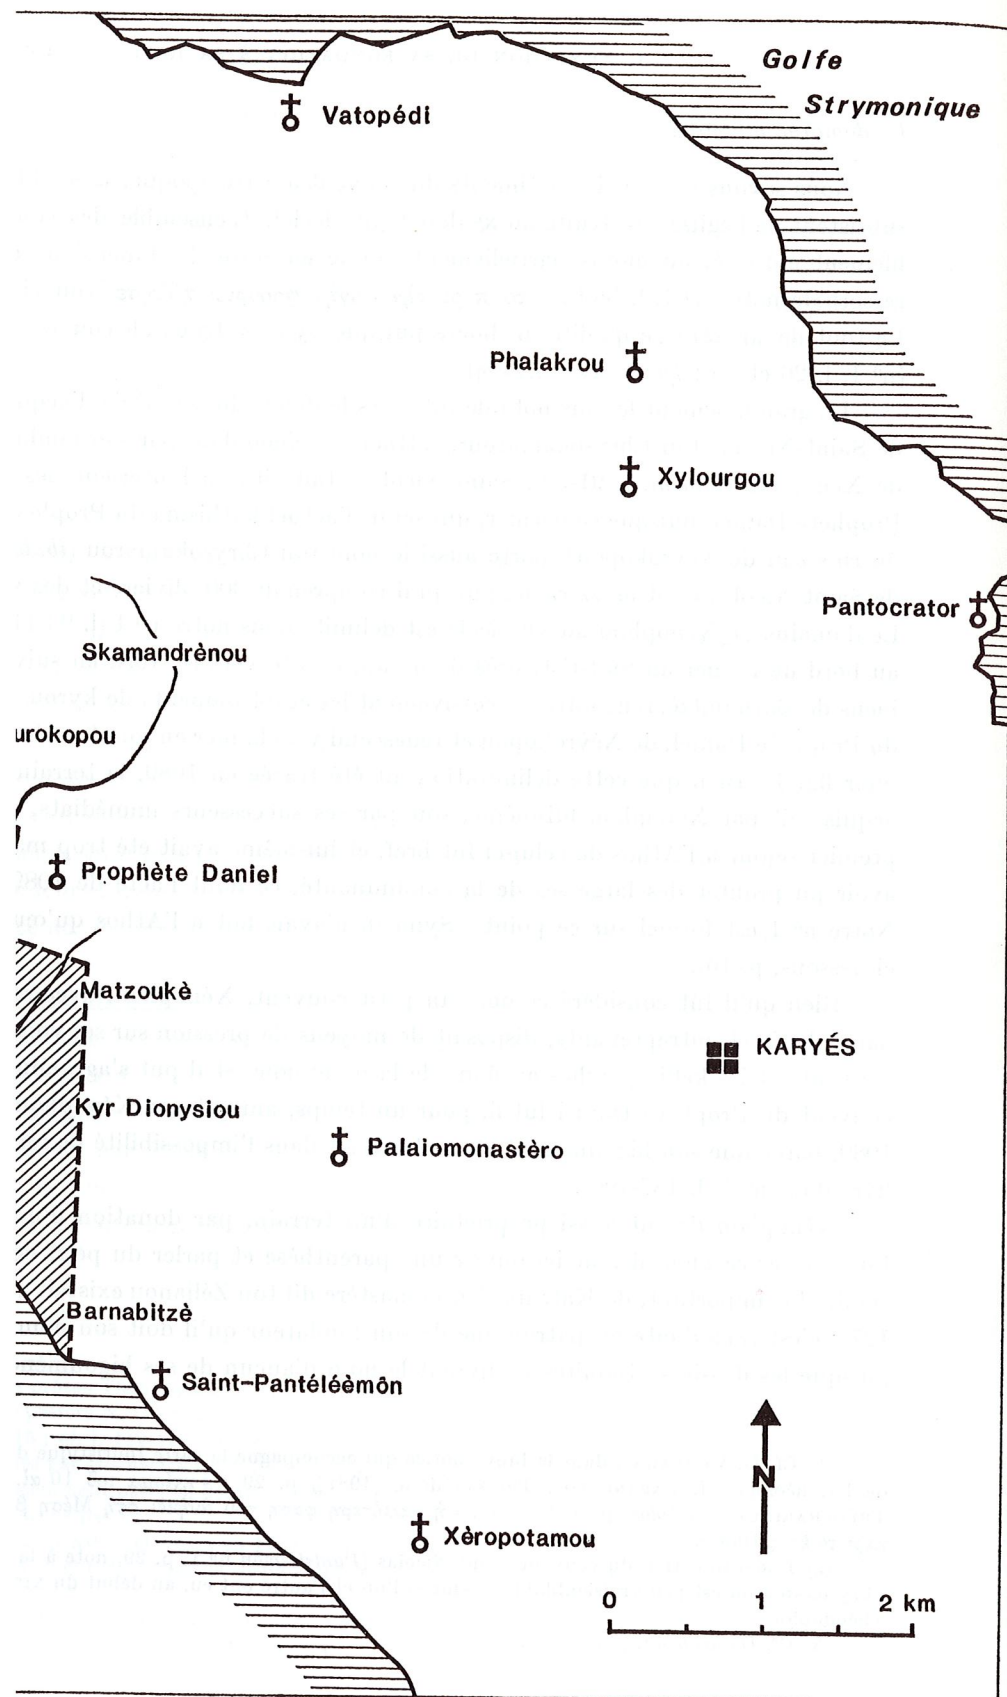 Golfe
Strymonique
Vatopédi
Phalakrou
Xylourgou
Pantocrator
Skamandrènou
urokopou
Prophète Daniel
Matzoukè
KARYÉS
Kyr Dionysiou
Palaiomonastèro
Barnabitzè
Saint-Pantéléèmôn
N
Xèropotamou
0 1 2 km